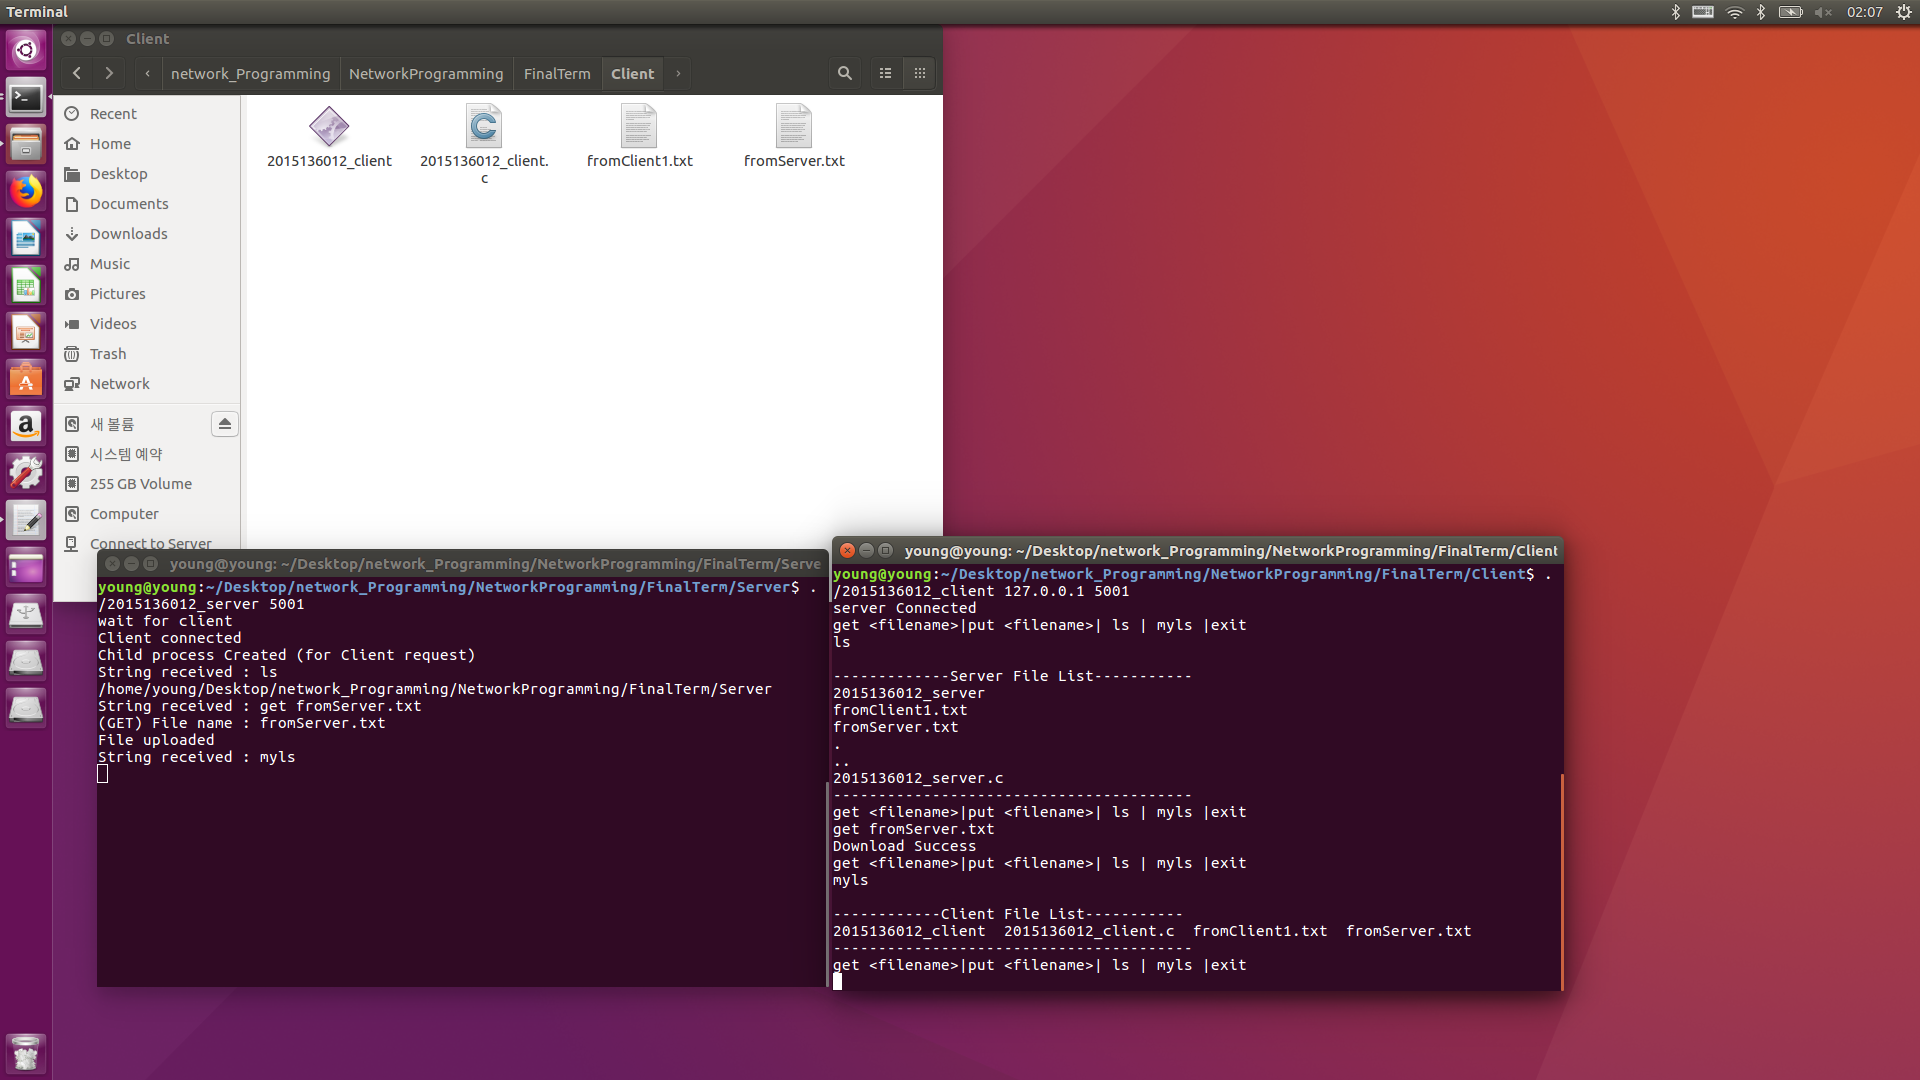 Terminal
02:07
Client
network_Programming
NetworkProgramming
FinalTerm
Client
Recent
Home
Desktop
Documents
Downloads
Music
Pictures
Videos
Trash
Network
새 볼륨
시스템 예약
255 GB Volume
Computer
Connect to Server
2015136012_client
2015136012_client.
c
fromClient1.txt
fromServer.txt
young@young: ~/Desktop/network_Programming/NetworkProgramming/FinalTerm/Serve
young@young:~/Desktop/network_Programming/NetworkProgramming/FinalTerm/Server$ .
/2015136012_server 5001
wait for client
Client connected
Child process Created (for Client request)
String received : ls
/home/young/Desktop/network_Programming/NetworkProgramming/FinalTerm/Server
String received : get fromServer.txt
(GET) File name : fromServer.txt
File uploaded
String received : myls
young@young: ~/Desktop/network_Programming/NetworkProgramming/FinalTerm/Client
young@young:~/Desktop/network_Programming/NetworkProgramming/FinalTerm/Client$ .
/2015136012_client 127.0.0.1 5001
server Connected
get <filename>|put <filename>| ls | myls |exit
ls
-------------Server File List-----------
2015136012_server
fromClient1.txt
fromServer.txt
.
..
2015136012_server.c
----------------------------------------
get <filename>|put <filename>| ls | myls |exit
get fromServer.txt
Download Success
get <filename>|put <filename>| ls | myls |exit
myls
------------Client File List-----------
2015136012_client  2015136012_client.c  fromClient1.txt  fromServer.txt
----------------------------------------
get <filename>|put <filename>| ls | myls |exit